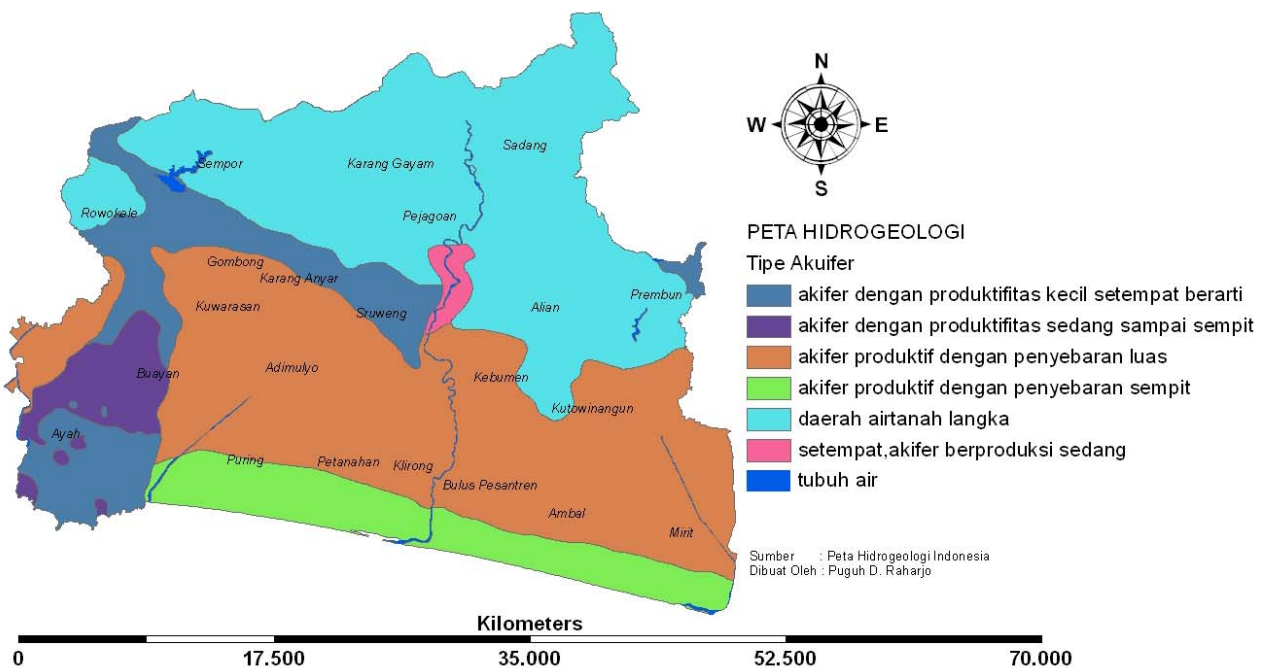 N
W E
S
Sadang
Sempor
Karang Gayam
Rowokele
Pejagoan
Gombong
Karang Anyar
Kuwarasan
Sruweng
Alian
Prembun
Buayan
Adimulyo
Kebumen
Kutowinangun
Ayah
Puring
Petanahan
Klirong
Bulus Pesantren
Ambal
Mirit
PETA HIDROGEOLOGI
Tipe Akuifer
akifer dengan produktifitas kecil setempat berarti
akifer dengan produktifitas sedang sampai sempit
akifer produktif dengan penyebaran luas
akifer produktif dengan penyebaran sempit
daerah airtanah langka
setempat,akifer berproduksi sedang
tubuh air
Sumber : Peta Hidrogeologi Indonesia
Dibuat Oleh : Puguh D. Raharjo
Kilometers
0 17.500 35.000 52.500 70.000